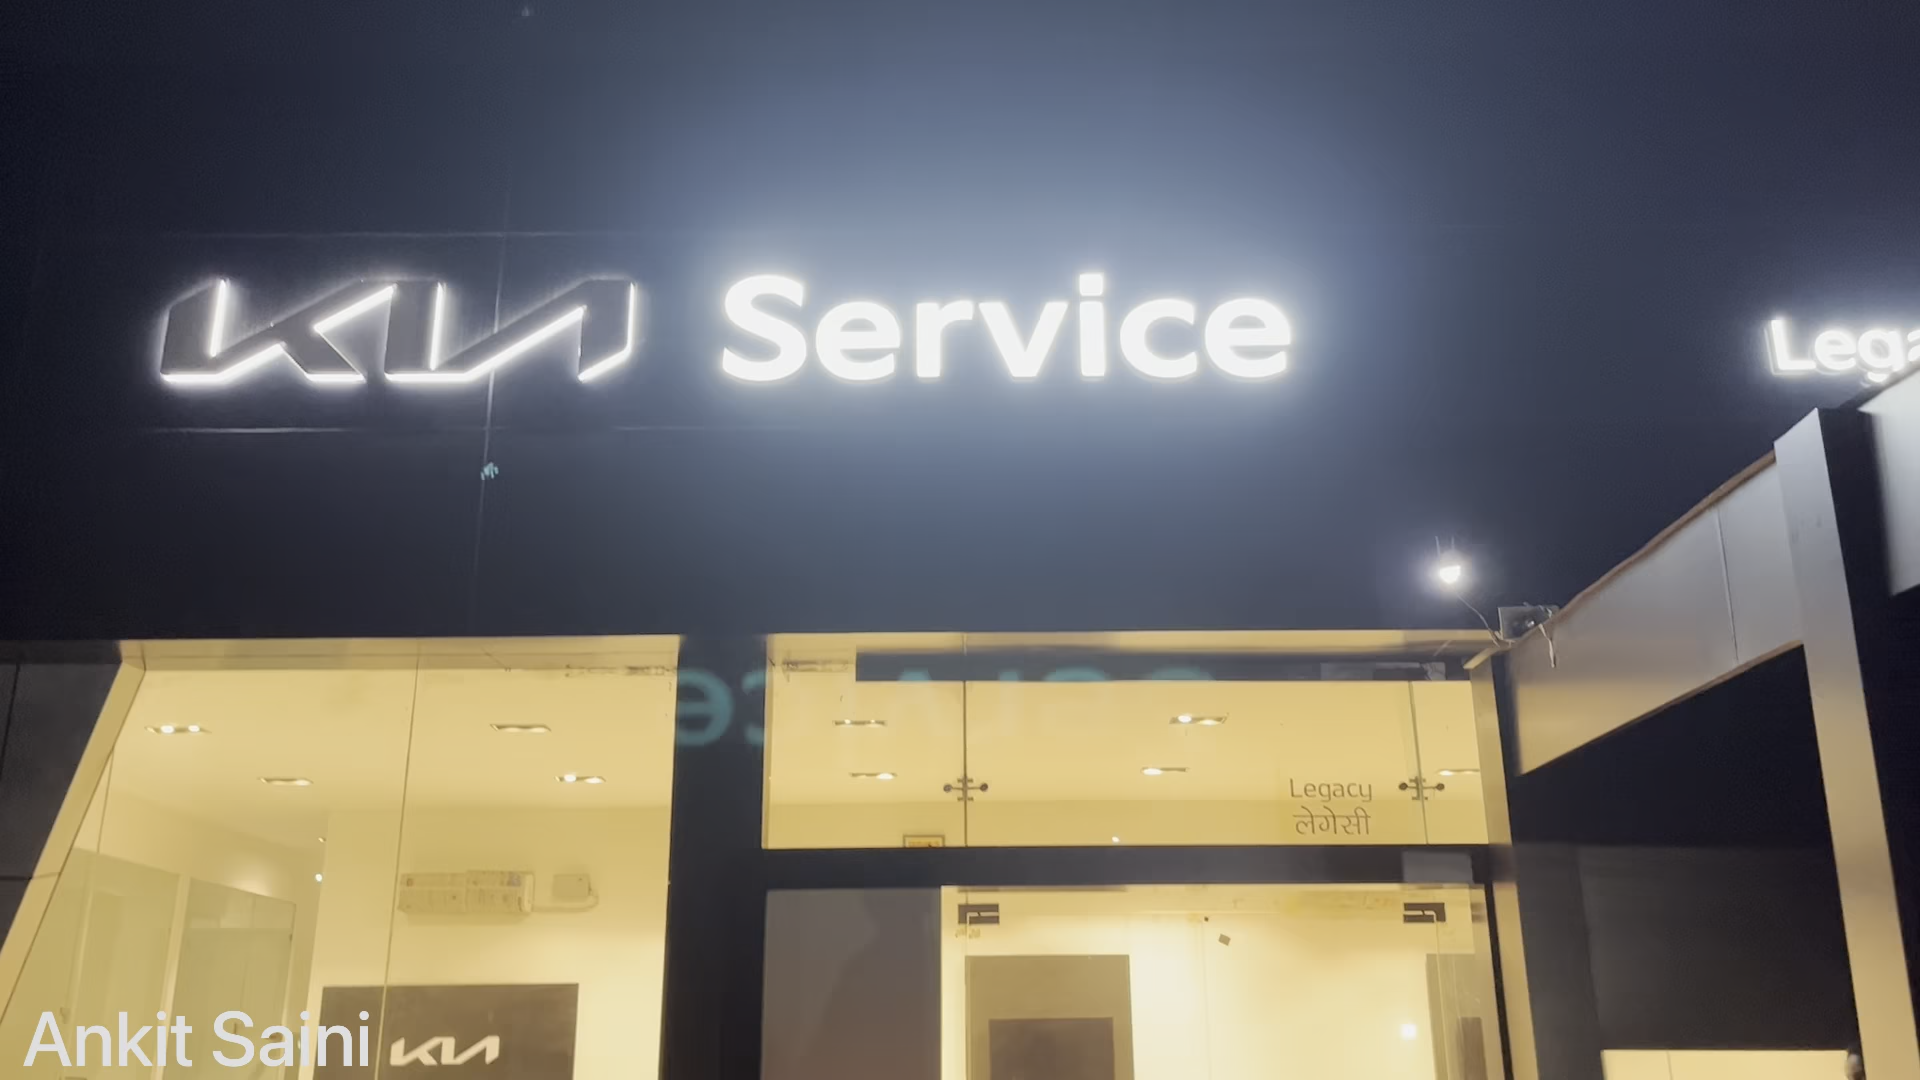 KIA Service
Lega
Legacy
लेगेसी
Ankit Saini
KIA